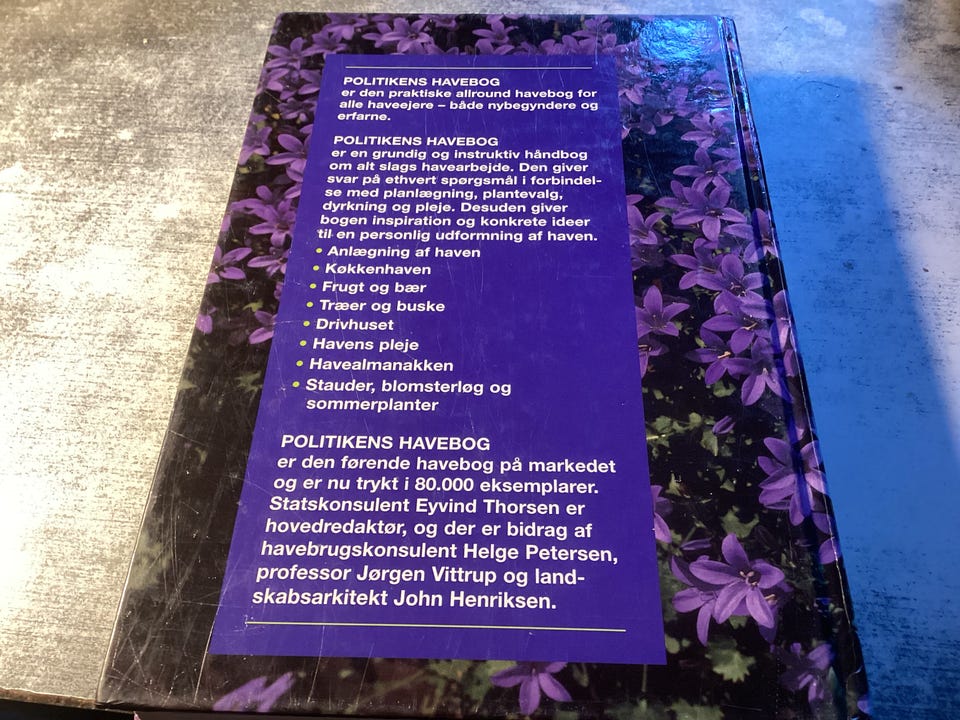 POLITIKENS HAVEBOG
er den praktiske allround havebog for
alle haveejere – både nybegyndere og
erfarne.
POLITIKENS HAVEBOG
er en grundig og instruktiv håndbog
om alt slags havearbejde. Den giver
svar på ethvert spørgsmål i forbindel-
se med planlægning, plantevalg,
dyrkning og pleje. Desuden giver
bogen inspiration og konkrete ideer
til en personlig udformning af haven.
• Anlægning af haven
• Køkkenhaven
• Frugt og bær
• Træer og buske
• Drivhuset
• Havens pleje
• Havealmanakken
• Stauder, blomsterløg og
sommerplanter
POLITIKENS HAVEBOG
er den førende havebog på markedet
og er nu trykt i 80.000 eksemplarer.
Statskonsulent Eyvind Thorsen er
hovedredaktør, og der er bidrag af
havebrugskonsulent Helge Petersen,
professor Jørgen Vittrup og land-
skabsarkitekt John Henriksen.